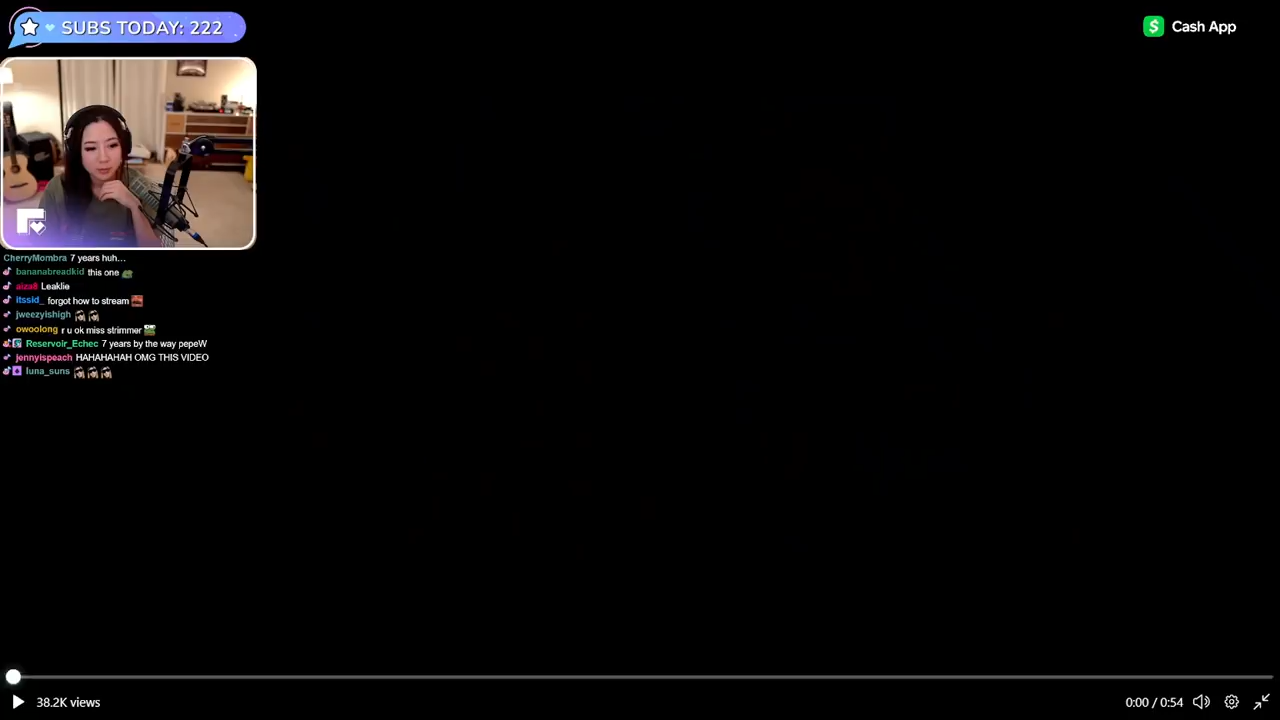 SUBS TODAY: 222
Cash App
CherryMombra 7 years huh...
bananabreadkid this one
aiza8 Leaklie
itssid_ forgot how to stream
jweezyishigh
owoolong r u ok miss strimmer
Reservoir_Echec 7 years by the way pepeW
jennyispeach HAHAHAHAH OMG THIS VIDEO
luna_suns
38.2K views
0:00 / 0:54